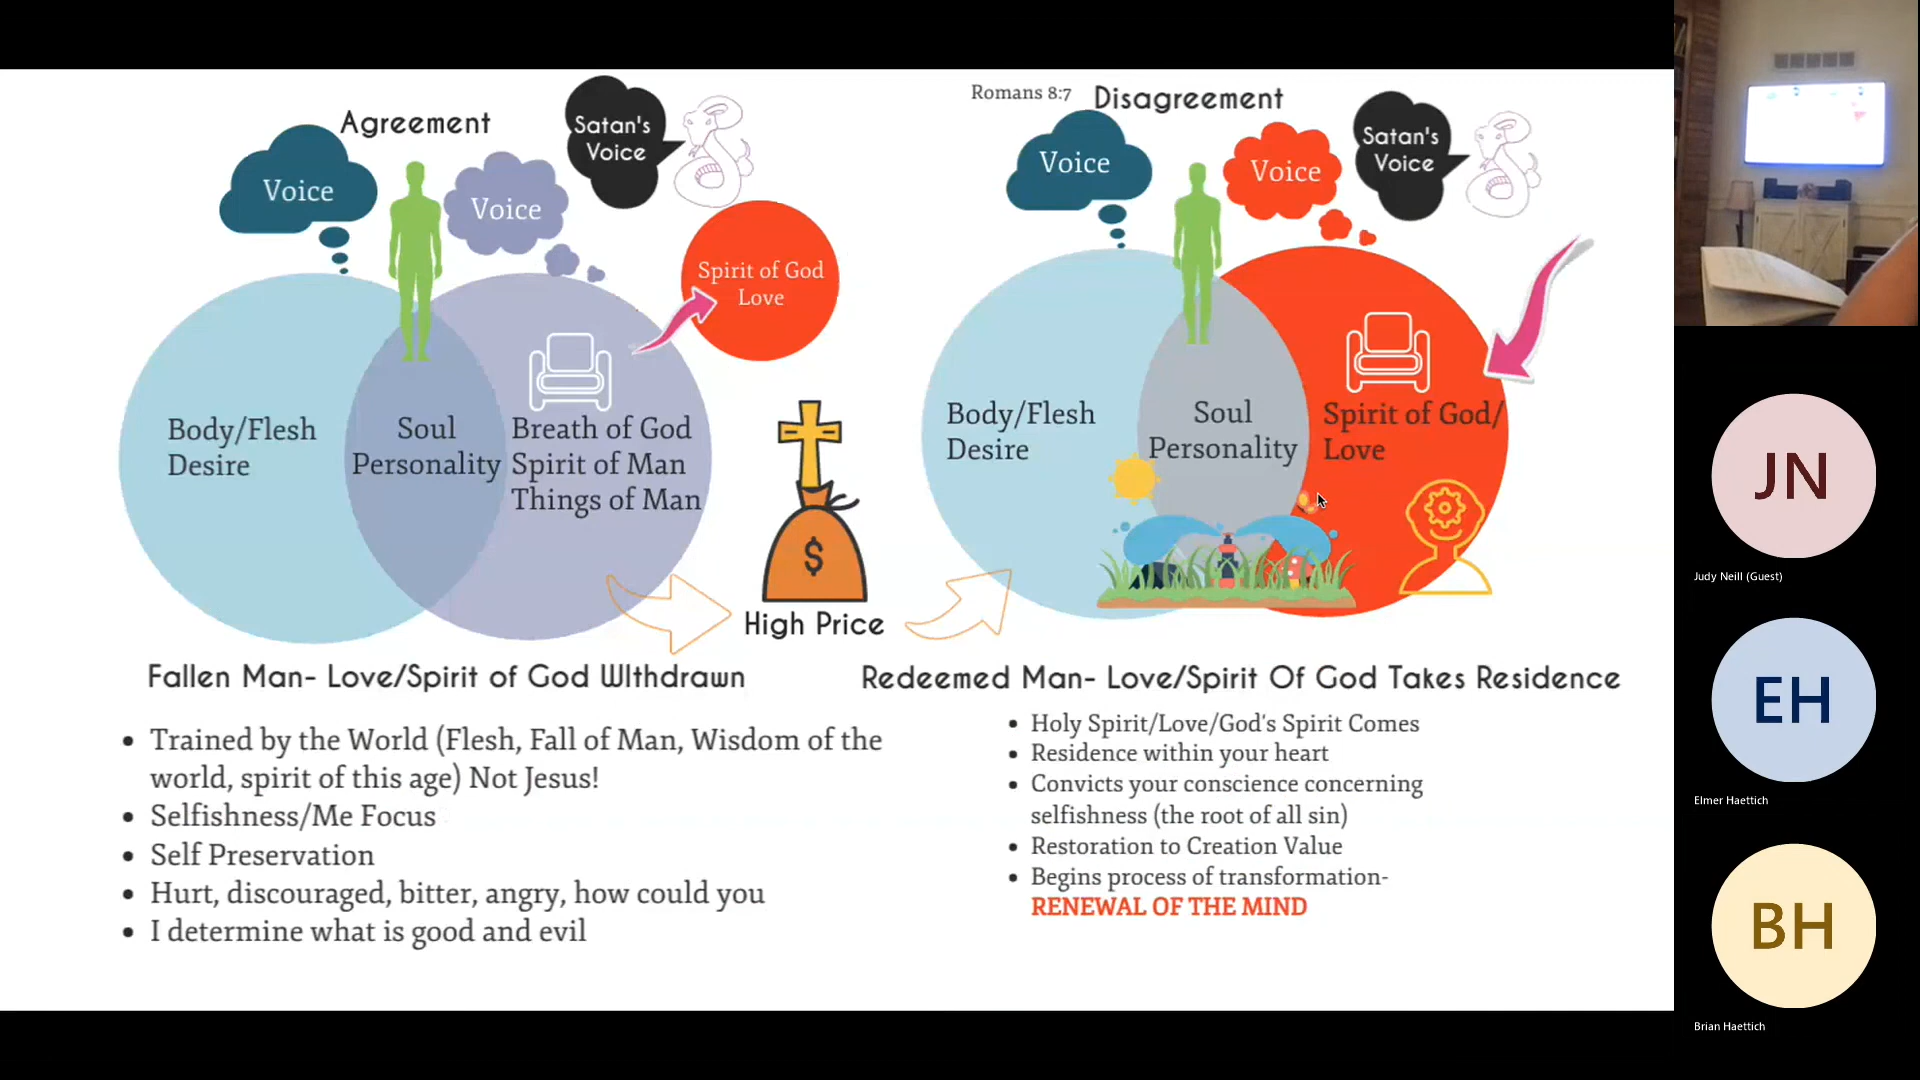 Agreement
Voice
Voice
Satan's
Voice
Spirit of God
Love
Body/Flesh
Desire
Soul
Personality
Breath of God
Spirit of Man
Things of Man
$
High Price
Fallen Man- Love/Spirit of God WIthdrawn
• Trained by the World (Flesh, Fall of Man, Wisdom of the
world, spirit of this age) Not Jesus!
• Selfishness/Me Focus
• Self Preservation
• Hurt, discouraged, bitter, angry, how could you
• I determine what is good and evil
Romans 8:7
Disagreement
Voice
Voice
Satan's
Voice
Body/Flesh
Desire
Soul
Personality
Spirit of God/
Love
Redeemed Man- Love/Spirit Of God Takes Residence
• Holy Spirit/Love/God's Spirit Comes
• Residence within your heart
• Convicts your conscience concerning
selfishness (the root of all sin)
• Restoration to Creation Value
• Begins process of transformation-
RENEWAL OF THE MIND
JN
Judy Neill (Guest)
EH
Elmer Haettich
BH
Brian Haettich